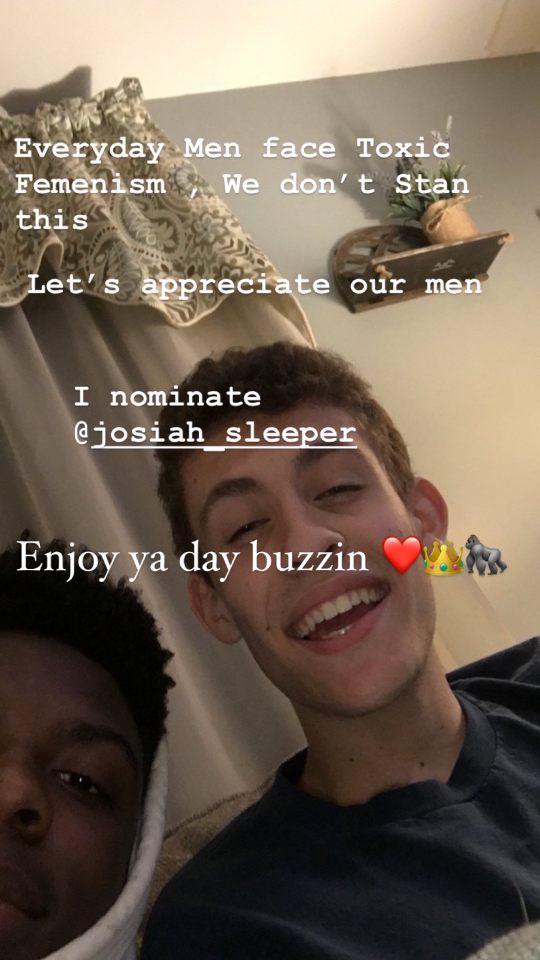 Everyday Men face Toxic
Femenism , We don’t Stan
this
Let’s appreciate our men
I nominate
@josiah_sleeper
Enjoy ya day buzzin ❤️👑🦍